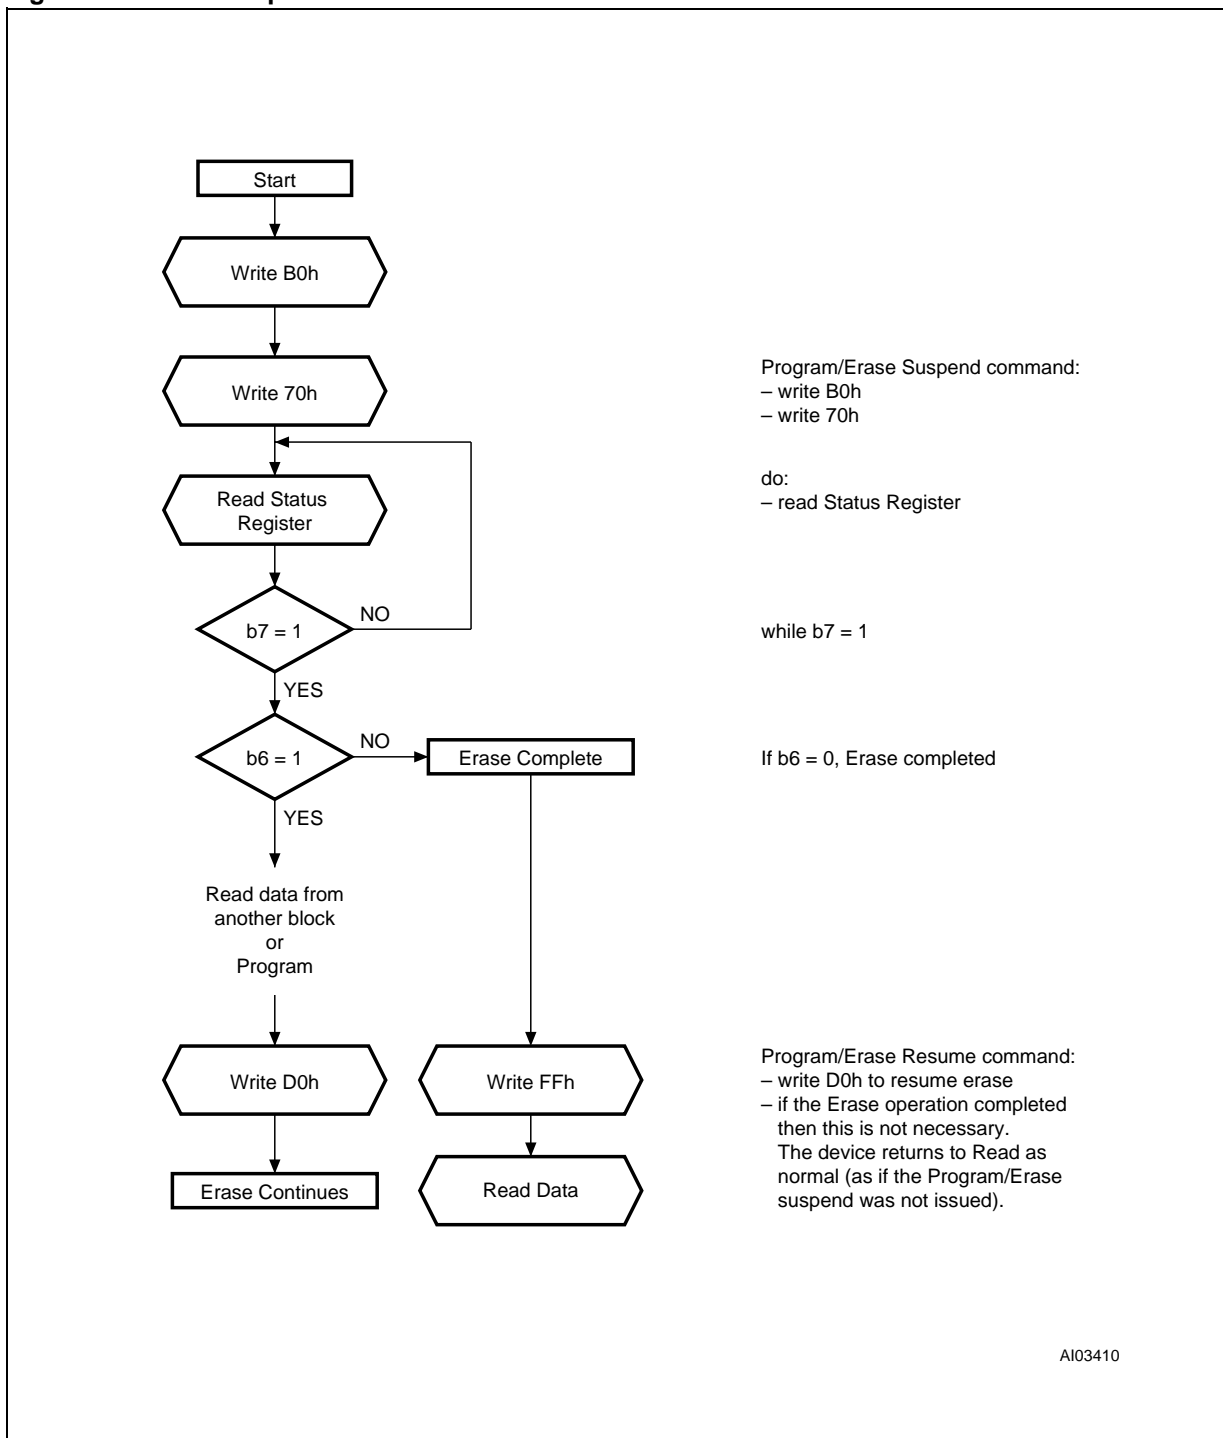 Start
Write B0h
Write 70h
Program/Erase Suspend command:
– write B0h
– write 70h
Read Status
Register
do:
– read Status Register
b7 = 1
NO
while b7 = 1
YES
b6 = 1
NO
Erase Complete
If b6 = 0, Erase completed
YES
Read data from
another block
or
Program
Write D0h
Write FFh
Program/Erase Resume command:
– write D0h to resume erase
– if the Erase operation completed
then this is not necessary.
The device returns to Read as
normal (as if the Program/Erase
suspend was not issued).
Erase Continues
Read Data
AI03410